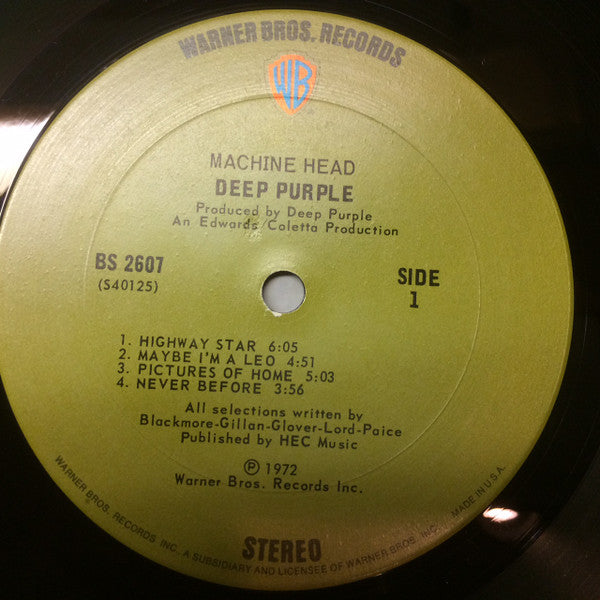 WARNER BROS. RECORDS
WB
MACHINE HEAD
DEEP PURPLE
Produced by Deep Purple
An Edwards/Coletta Production
BS 2607
(S40125)
SIDE
1
1. HIGHWAY STAR 6:05
2. MAYBE I'M A LEO 4:51
3. PICTURES OF HOME 5:03
4. NEVER BEFORE 3:56
All selections written by
Blackmore-Gillan-Glover-Lord-Paice
Published by HEC Music
℗ 1972
Warner Bros. Records Inc.
STEREO
WARNER BROS. RECORDS INC. A SUBSIDIARY AND LICENSEE OF WARNER BROS. INC. MADE IN U.S.A.